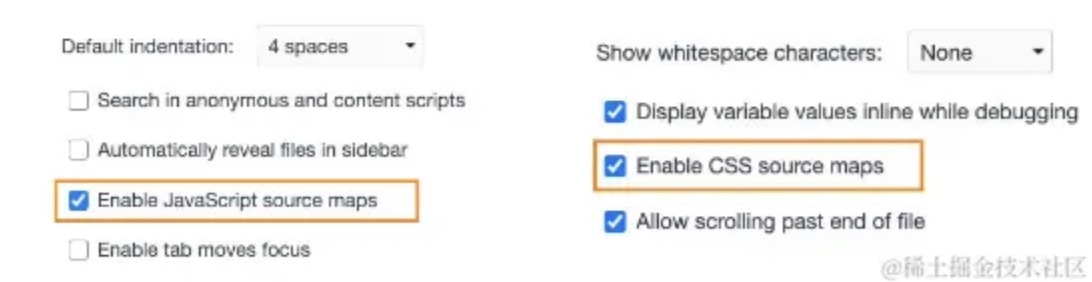 Default indentation: 4 spaces
Search in anonymous and content scripts
Automatically reveal files in sidebar
Enable JavaScript source maps
Enable tab moves focus
Show whitespace characters: None
Display variable values inline while debugging
Enable CSS source maps
Allow scrolling past end of file
@稀土掘金技术社区